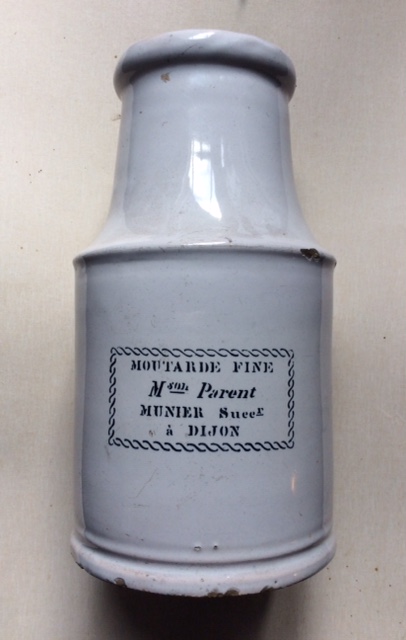 MOUTARDE FINE
Mson Parent
MUNIER Succr
à DIJON